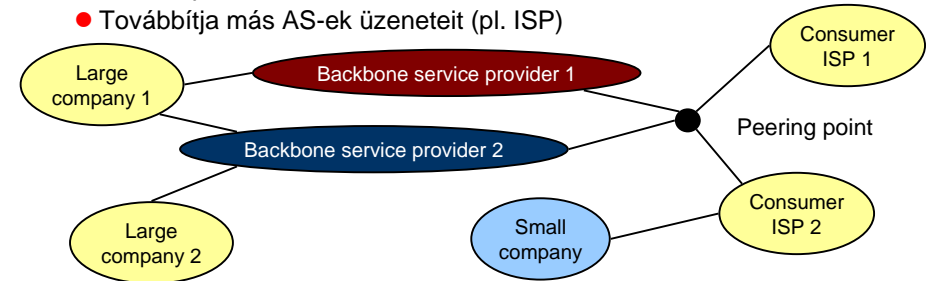 Továbbítja más AS-ek üzeneteit (pl. ISP)
Consumer
ISP 1
Large
company 1
Backbone service provider 1
Peering point
Backbone service provider 2
Large
company 2
Small
company
Consumer
ISP 2